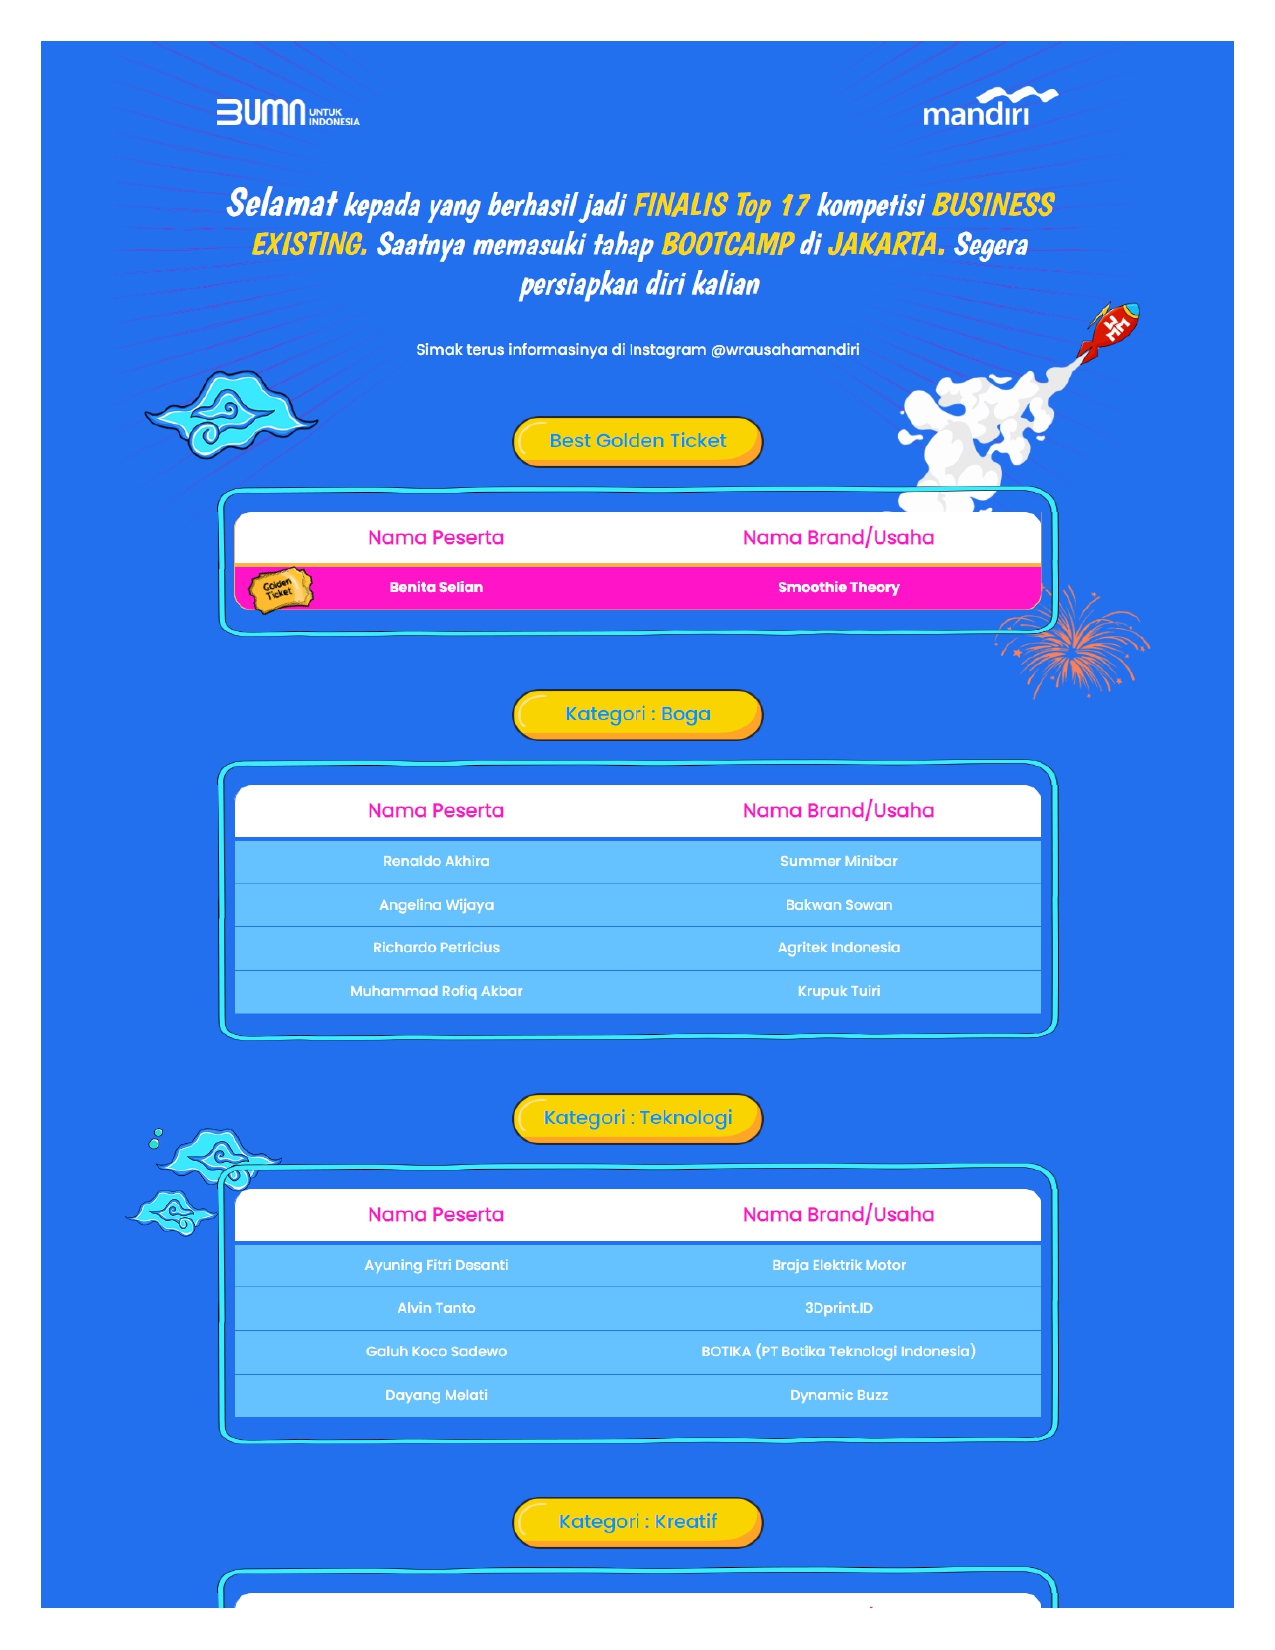 BUMN UNTUK INDONESIA
mandiri
Selamat kepada yang berhasil jadi FINALIS Top 17 kompetisi BUSINESS
EXISTING. Saatnya memasuki tahap BOOTCAMP di JAKARTA. Segera
persiapkan diri kalian
Simak terus informasinya di Instagram @wrausahamandiri
Best Golden Ticket
Nama Peserta Nama Brand/Usaha
Golden Ticket Benita Selian Smoothie Theory
Kategori : Boga
Nama Peserta Nama Brand/Usaha
Renaldo Akhira Summer Minibar
Angelina Wijaya Bakwan Sowan
Richardo Petricius Agritek Indonesia
Muhammad Rofiq Akbar Krupuk Tuiri
Kategori : Teknologi
Nama Peserta Nama Brand/Usaha
Ayuning Fitri Desanti Braja Elektrik Motor
Alvin Tanto 3Dprint.ID
Galuh Koco Sadewo BOTIKA (PT Botika Teknologi Indonesia)
Dayang Melati Dynamic Buzz
Kategori : Kreatif